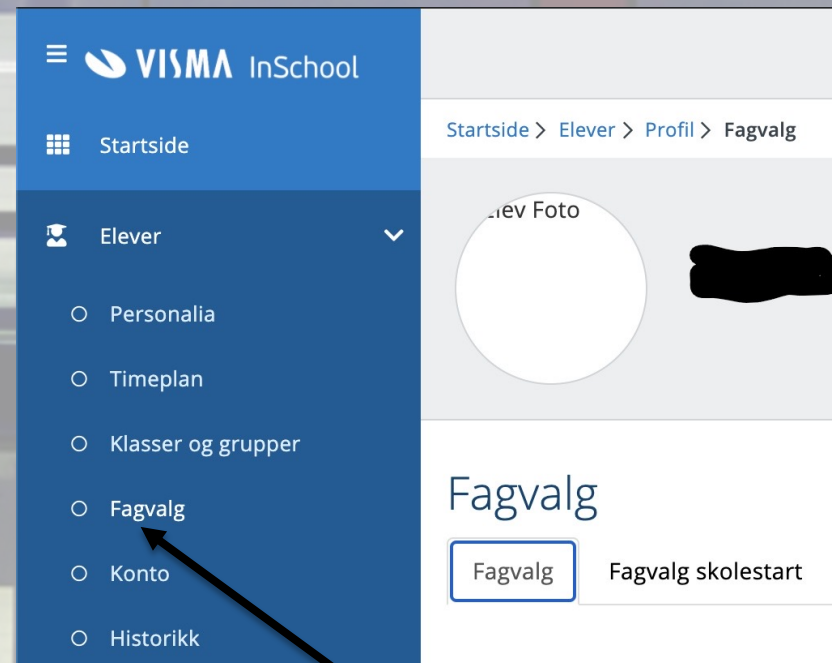 VISMA InSchool
Startside
Elever
Personalia
Timeplan
Klasser og grupper
Fagvalg
Konto
Historikk
Startside > Elever > Profil > Fagvalg
Elev Foto
Fagvalg
Fagvalg Fagvalg skolestart